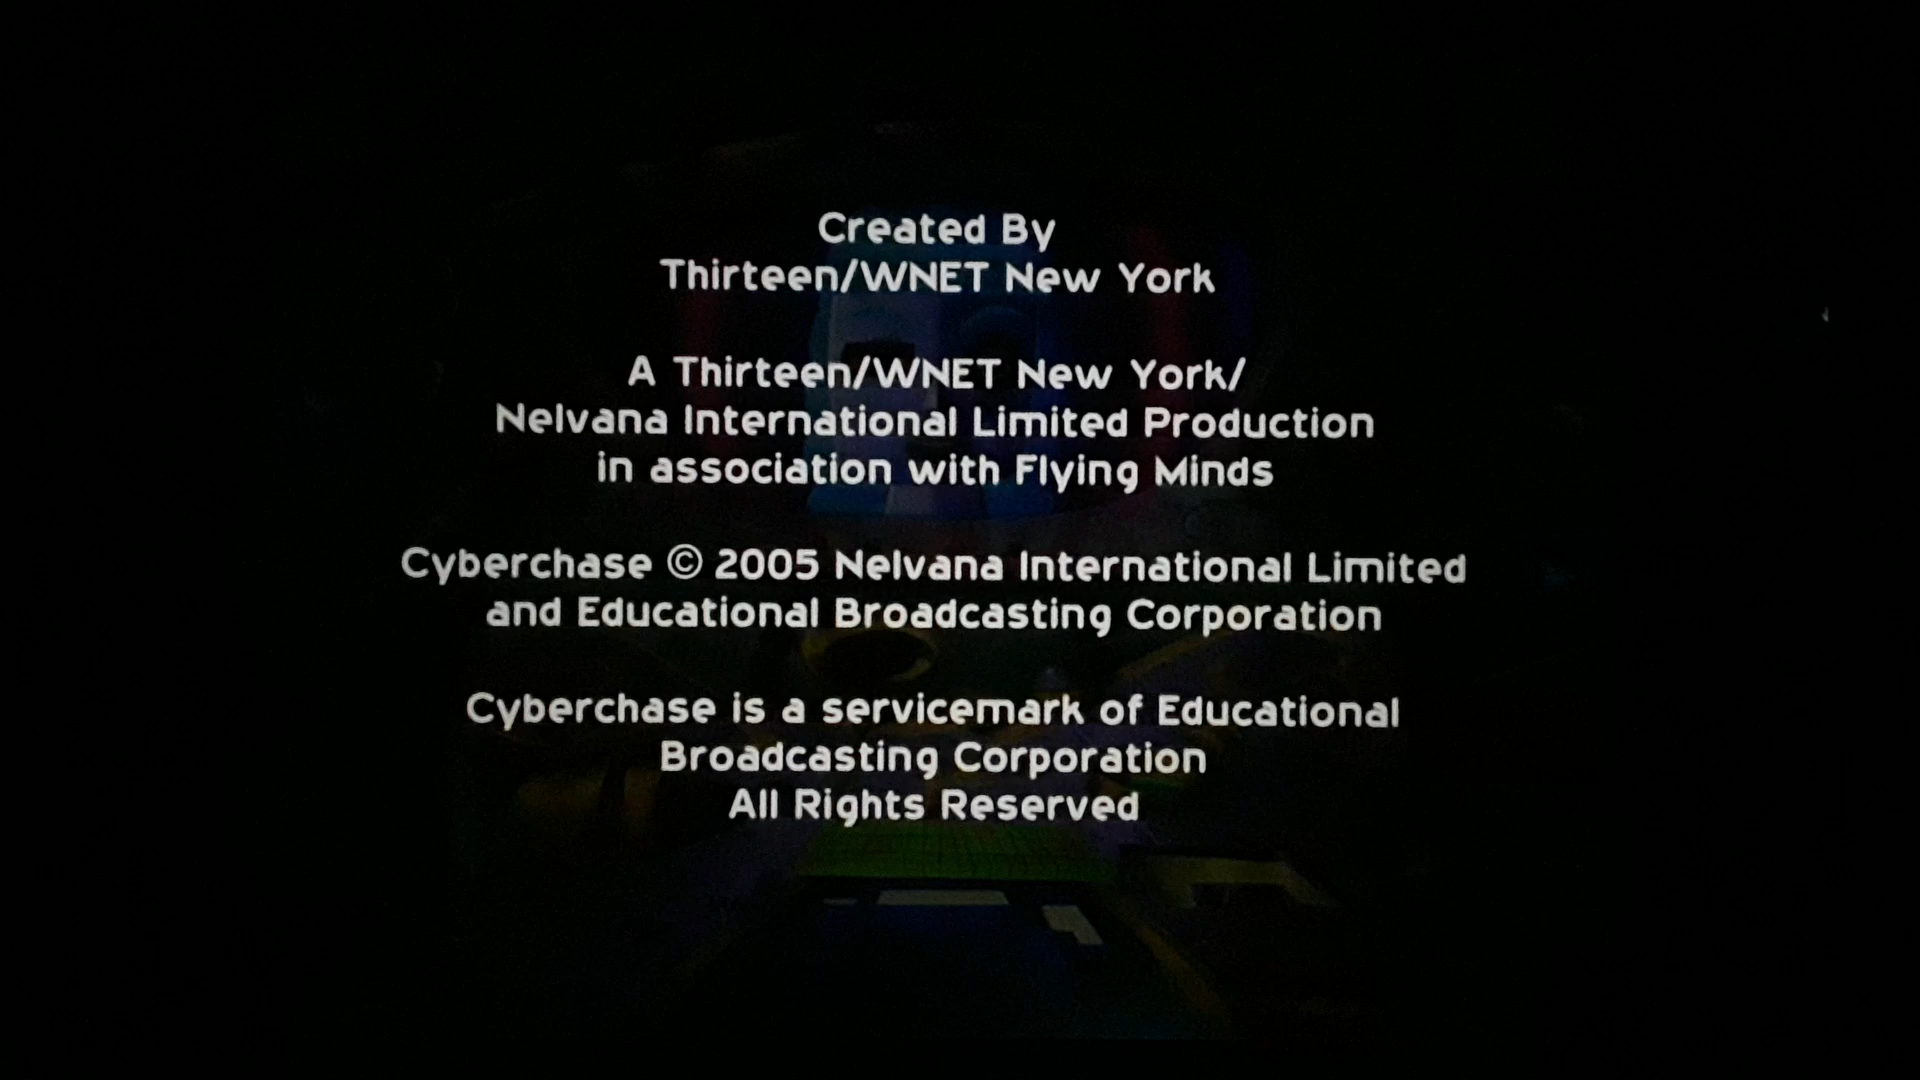 Created By
Thirteen/WNET New York
A Thirteen/WNET New York/
Nelvana International Limited Production
in association with Flying Minds
Cyberchase © 2005 Nelvana International Limited
and Educational Broadcasting Corporation
Cyberchase is a servicemark of Educational
Broadcasting Corporation
All Rights Reserved